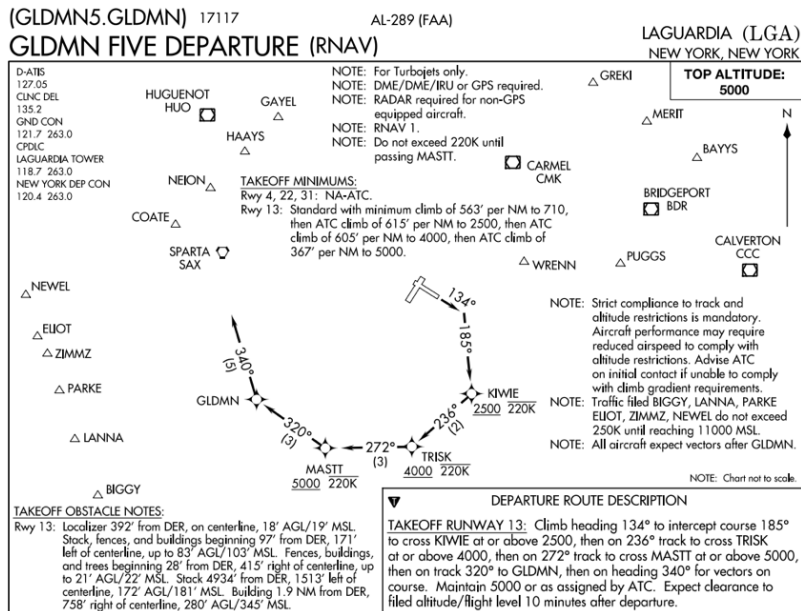 (GLDMN5.GLDMN) 17117
AL-289 (FAA)
LAGUARDIA (LGA)
GLDMN FIVE DEPARTURE (RNAV)
NEW YORK, NEW YORK
D-ATIS
127.05
CLNC DEL
135.2
GND CON
121.7 263.0
CPDLC
LAGUARDIA TOWER
118.7 263.0
NEW YORK DEP CON
120.4 263.0
NOTE: For Turbojets only.
NOTE: DME/DME/IRU or GPS required.
NOTE: RADAR required for non-GPS
equipped aircraft.
NOTE: RNAV 1.
NOTE: Do not exceed 220K until
passing MASTT.
TOP ALTITUDE:
5000
N
HUGUENOT
HUO
GAYEL
HAAYS
NEION
COATE
SPARTA
SAX
GREKI
MERIT
BAYYS
CARMEL
CMK
BRIDGEPORT
BDR
CALVERTON
CCC
PUGGS
WRENN
TAKEOFF MINIMUMS:
Rwy 4, 22, 31: NA-ATC.
Rwy 13: Standard with minimum climb of 563' per NM to 710,
then ATC climb of 615' per NM to 2500, then ATC
climb of 605' per NM to 4000, then ATC climb of
367' per NM to 5000.
NEWEL
ELIOT
ZIMMZ
PARKE
LANNA
BIGGY
134°
185°
KIWIE
2500 220K
236°
(2)
TRISK
4000 220K
272°
(3)
MASTT
5000 220K
320°
(3)
GLDMN
340°
(5)
NOTE: Strict compliance to track and
altitude restrictions is mandatory.
Aircraft performance may require
reduced airspeed to comply with
altitude restrictions. Advise ATC
on initial contact if unable to comply
with climb gradient requirements.
NOTE: Traffic filed BIGGY, LANNA, PARKE
ELIOT, ZIMMZ, NEWEL do not exceed
250K until reaching 11000 MSL.
NOTE: All aircraft expect vectors after GLDMN.
NOTE: Chart not to scale.
TAKEOFF OBSTACLE NOTES:
Rwy 13: Localizer 392' from DER, on centerline, 18' AGL/19' MSL.
Stack, fences, and buildings beginning 97' from DER, 171'
left of centerline, up to 83' AGL/103' MSL. Fences, buildings,
and trees beginning 28' from DER, 415' right of centerline, up
to 21' AGL/22' MSL. Stack 4934' from DER, 1513' left of
centerline, 172' AGL/181' MSL. Building 1.9 NM from DER,
758' right of centerline, 280' AGL/345' MSL.
T
DEPARTURE ROUTE DESCRIPTION
TAKEOFF RUNWAY 13: Climb heading 134° to intercept course 185°
to cross KIWIE at or above 2500, then on 236° track to cross TRISK
at or above 4000, then on 272° track to cross MASTT at or above 5000,
then on track 320° to GLDMN, then on heading 340° for vectors on
course. Maintain 5000 or as assigned by ATC. Expect clearance to
filed altitude/flight level 10 minutes after departure.